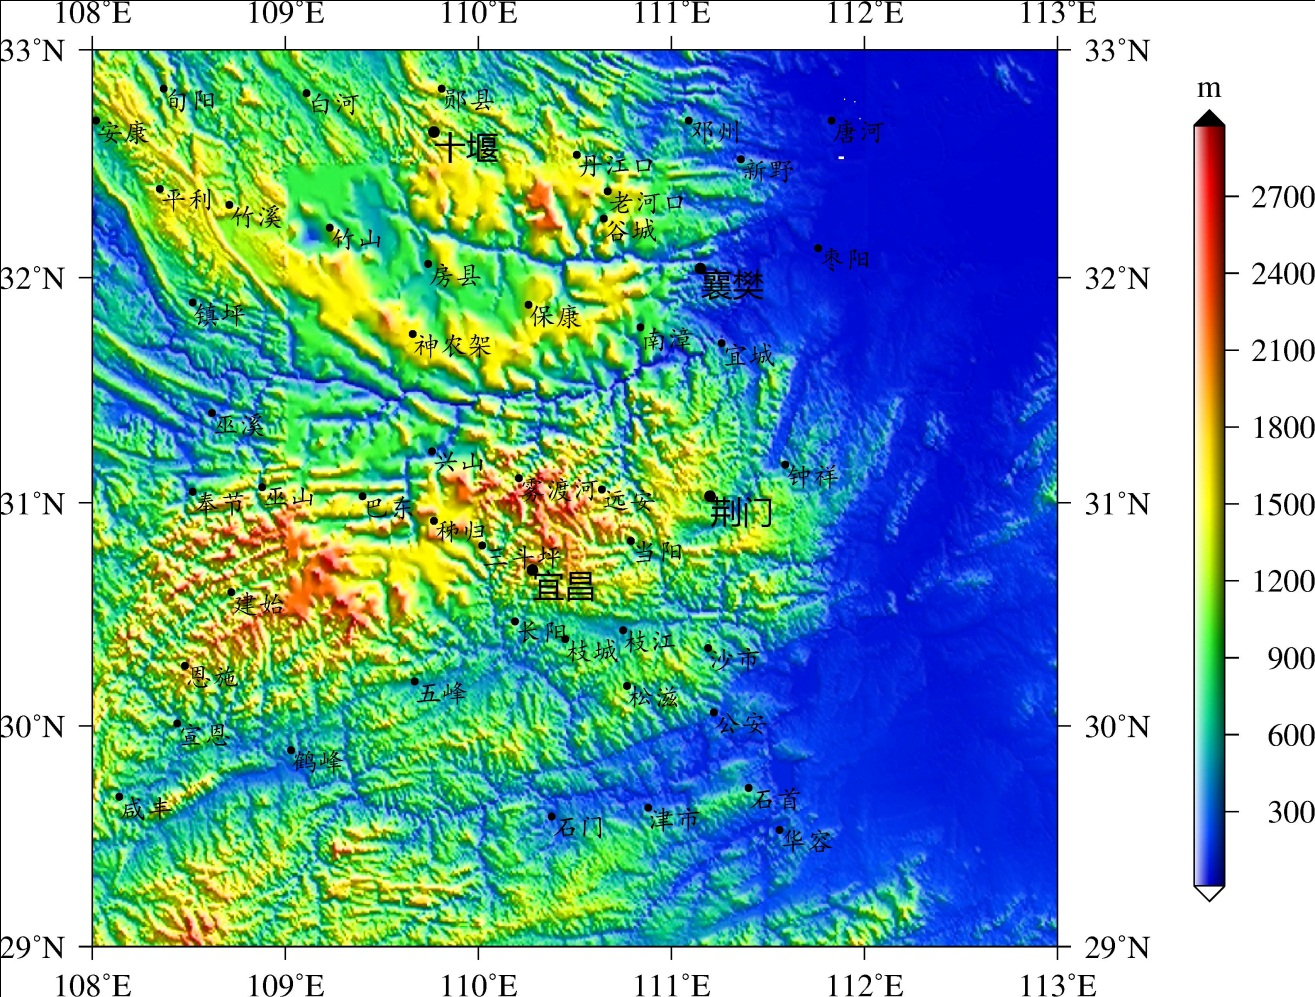 108°E 109°E 110°E 111°E 112°E 113°E
33°N 33°N
m
旬阳 白河 郧县
安康 十堰 邓州 唐河
丹江口 新野
平利 竹溪 老河口
竹山 谷城
房县 襄樊 枣阳
32°N 32°N
镇坪 保康
神农架 南漳 宜城
巫溪
兴山 钟祥
奉节 巫山 巴东 雾渡河 远安
31°N 荆门 31°N
秭归
三斗坪 当阳
宜昌
建始
长阳 枝城 枝江
恩施 沙市
五峰 松滋
宣恩 公安
30°N 30°N
鹤峰
咸丰 石首
石门 津市
华容
29°N 29°N
108°E 109°E 110°E 111°E 112°E 113°E
2700
2400
2100
1800
1500
1200
900
600
300